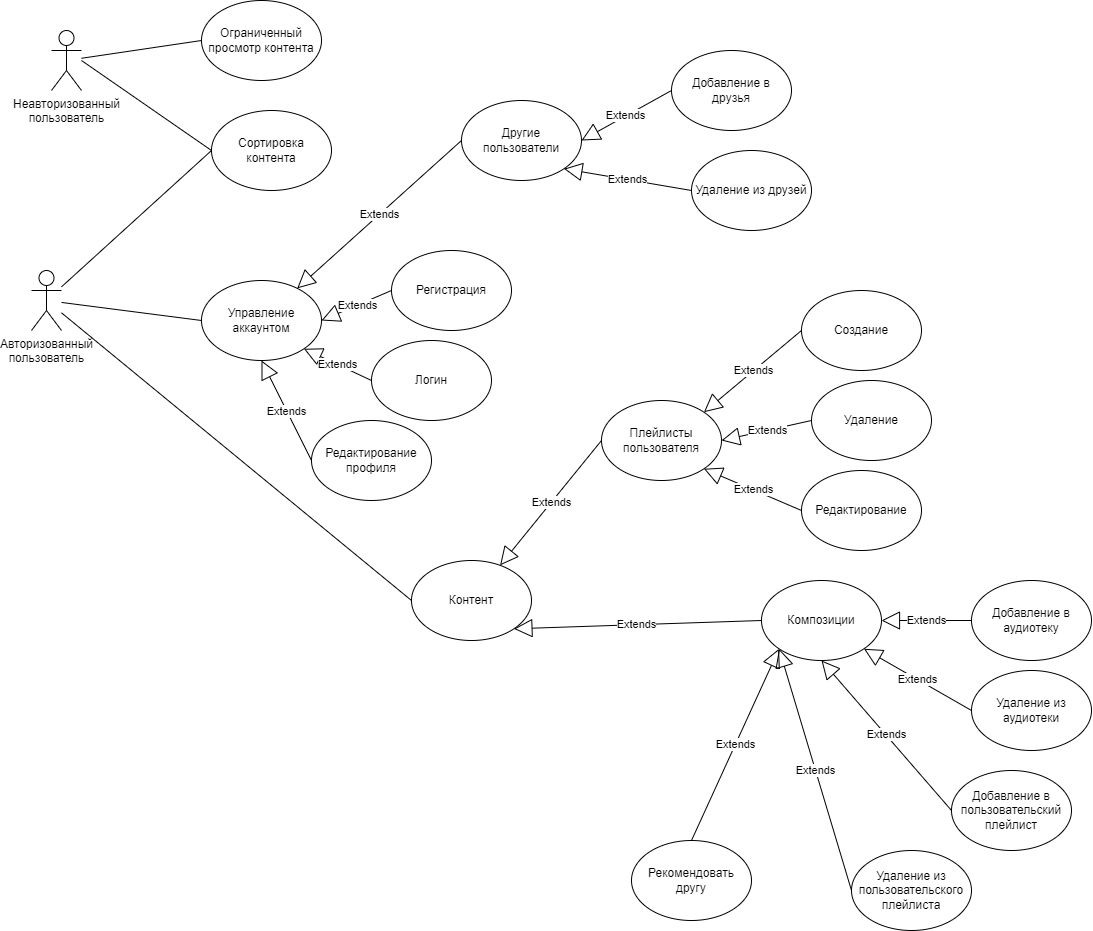 Ограниченный
просмотр контента
Неавторизованный
пользователь
Сортировка
контента
Добавление в
друзья
Extends
Другие
пользователи
Extends
Удаление из друзей
Extends
Авторизованный
пользователь
Управление
аккаунтом
Extends
Регистрация
Extends
Логин
Extends
Редактирование
профиля
Создание
Extends
Плейлисты
пользователя
Extends
Удаление
Extends
Редактирование
Extends
Контент
Extends
Композиции
Extends
Добавление в
аудиотеку
Extends
Удаление из
аудиотеки
Extends
Добавление в
пользовательский
плейлист
Extends
Рекомендовать
другу
Extends
Удаление из
пользовательского
плейлиста